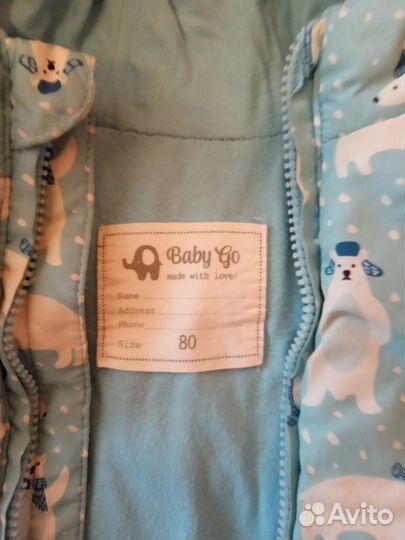 Baby Go
made with love!
Name
Address
Phone
Size 80
Avito